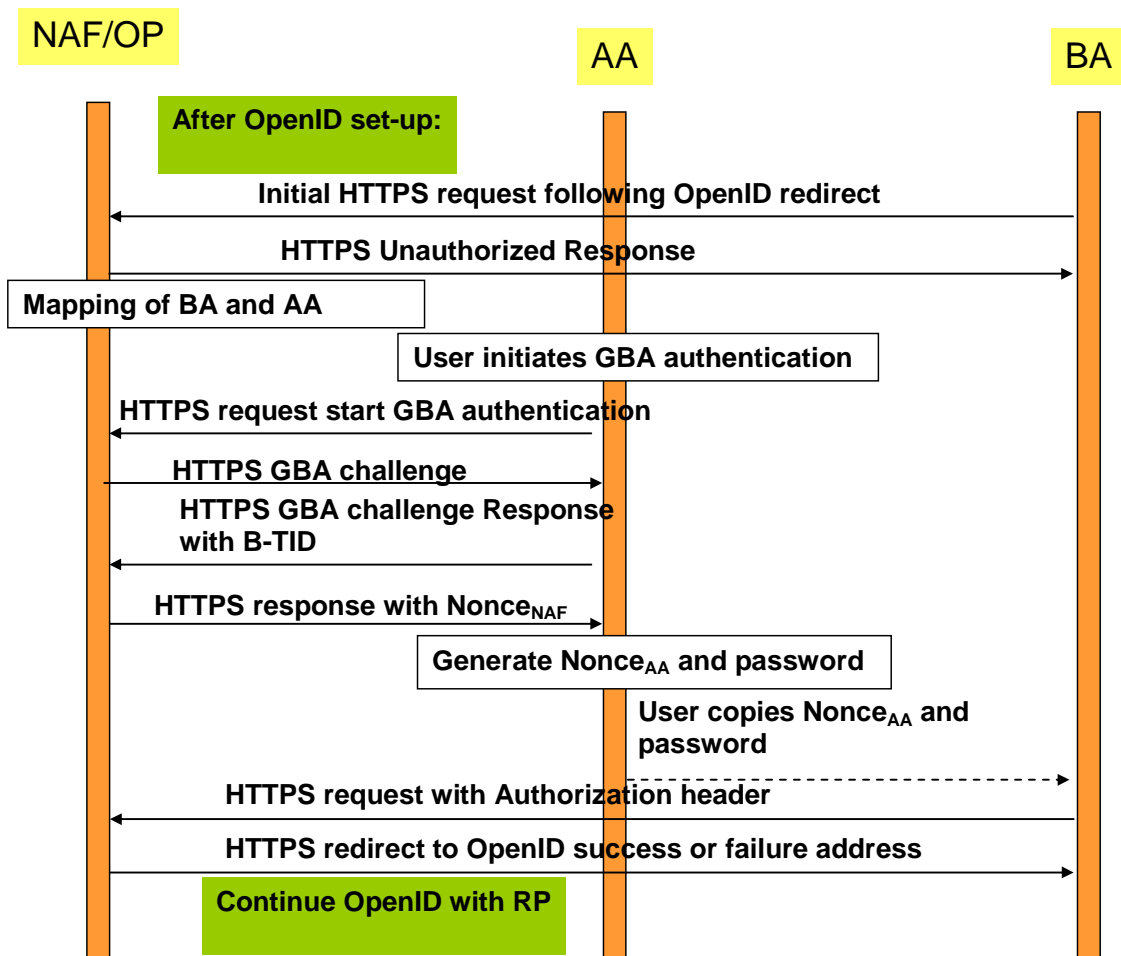 NAF/OP
AA
BA
After OpenID set-up:
Initial HTTPS request following OpenID redirect
HTTPS Unauthorized Response
Mapping of BA and AA
User initiates GBA authentication
HTTPS request start GBA authentication
HTTPS GBA challenge
HTTPS GBA challenge Response
with B-TID
HTTPS response with NonceNAF
Generate NonceAA and password
User copies NonceAA and
password
HTTPS request with Authorization header
HTTPS redirect to OpenID success or failure address
Continue OpenID with RP